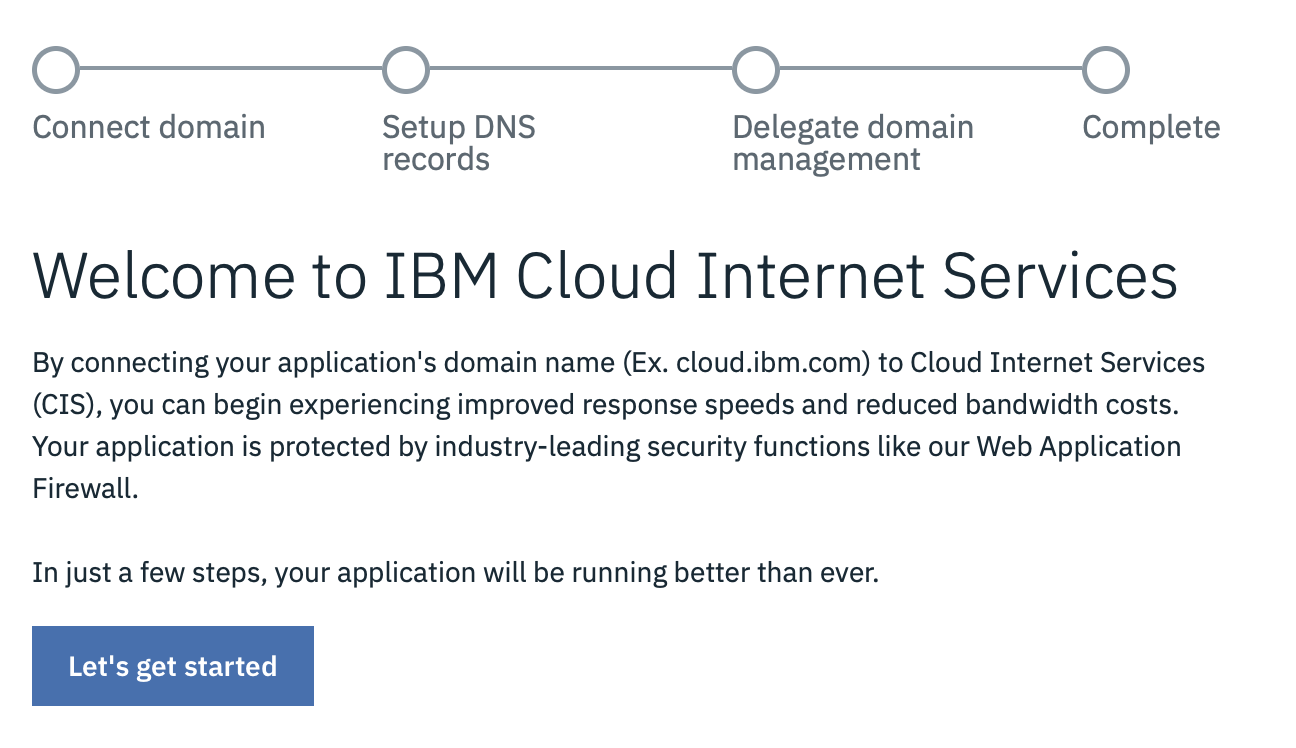 Connect domain
Setup DNS
records
Delegate domain
management
Complete
Welcome to IBM Cloud Internet Services
By connecting your application's domain name (Ex. cloud.ibm.com) to Cloud Internet Services
(CIS), you can begin experiencing improved response speeds and reduced bandwidth costs.
Your application is protected by industry-leading security functions like our Web Application
Firewall.
In just a few steps, your application will be running better than ever.
Let's get started